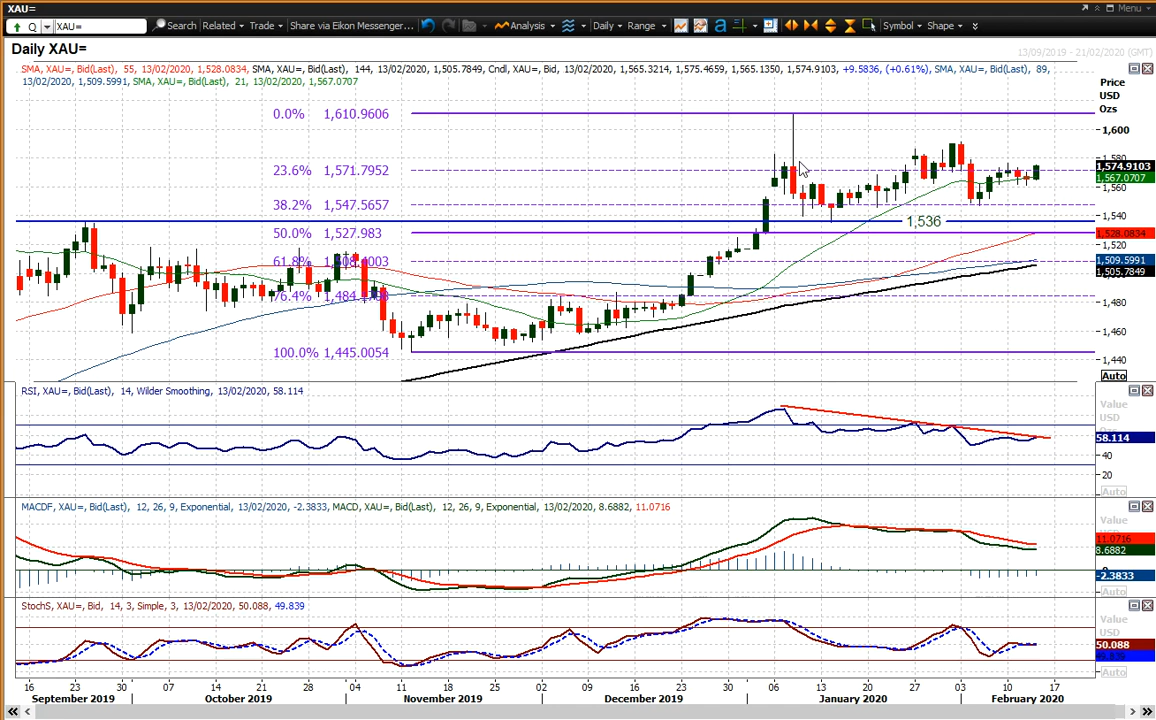 XAU=
Menu
Q XAU= Search Related Trade Share via Eikon Messenger... Analysis Daily Range a Symbol Shape
Daily XAU=
13/09/2019 - 21/02/2020 (GMT)
SMA, XAU=, Bid(Last), 55, 13/02/2020, 1,528.0834, SMA, XAU=, Bid(Last), 144, 13/02/2020, 1,505.7849, Cndl, XAU=, Bid, 13/02/2020, 1,565.3214, 1,575.4659, 1,565.1350, 1,574.9103, +9.5836, (+0.61%), SMA, XAU=, Bid(Last), 89,
13/02/2020, 1,509.5991, SMA, XAU=, Bid(Last), 21, 13/02/2020, 1,567.0707
Price
USD
Ozs
0.0% 1,610.9606
1,600
1,580
1,574.9103
23.6% 1,571.7952
1,567.0707
1,560
38.2% 1,547.5657
1,540
1,536
50.0% 1,527.983
1,528.0834
1,520
61.8%
1,509.5991
1,505.7849
76.4%
1,480
1,460
100.0% 1,445.0054
1,440
Auto
RSI, XAU=, Bid(Last), 14, Wilder Smoothing, 13/02/2020, 58.114
Value
USD
Ozs
58.114
40
20
Auto
MACDF, XAU=, Bid(Last), 12, 26, 9, Exponential, 13/02/2020, -2.3833, MACD, XAU=, Bid(Last), 12, 26, 9, Exponential, 13/02/2020, 8.6882, 11.0716
Value
USD
11.0716
8.6882
-2.3833
Auto
StochS, XAU=, Bid, 14, 3, Simple, 3, 13/02/2020, 50.088, 49.839
Value
USD
50.088
Auto
16 23 30 07 14 21 28 04 11 18 25 02 09 16 23 30 06 13 20 27 03 10 17
September 2019 October 2019 November 2019 December 2019 January 2020 February 2020